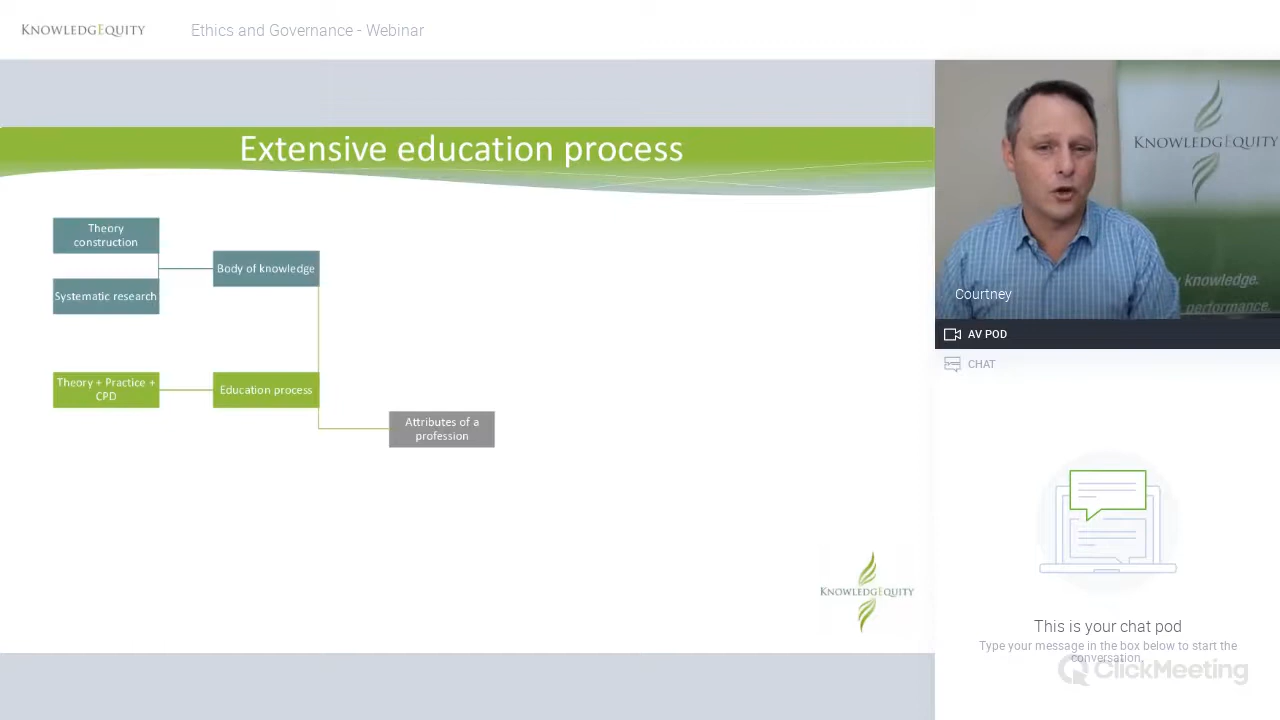 KNOWLEDGEQUITY
Ethics and Governance - Webinar
Extensive education process
Theory
construction
Systematic research
Body of knowledge
Theory + Practice +
CPD
Education process
Attributes of a
profession
KNOWLEDGEQUITY
KNOWLEDGEQUITY
y knowledge.
performance.
Courtney
AV POD
CHAT
This is your chat pod
Type your message in the box below to start the
conversation.
ClickMeeting